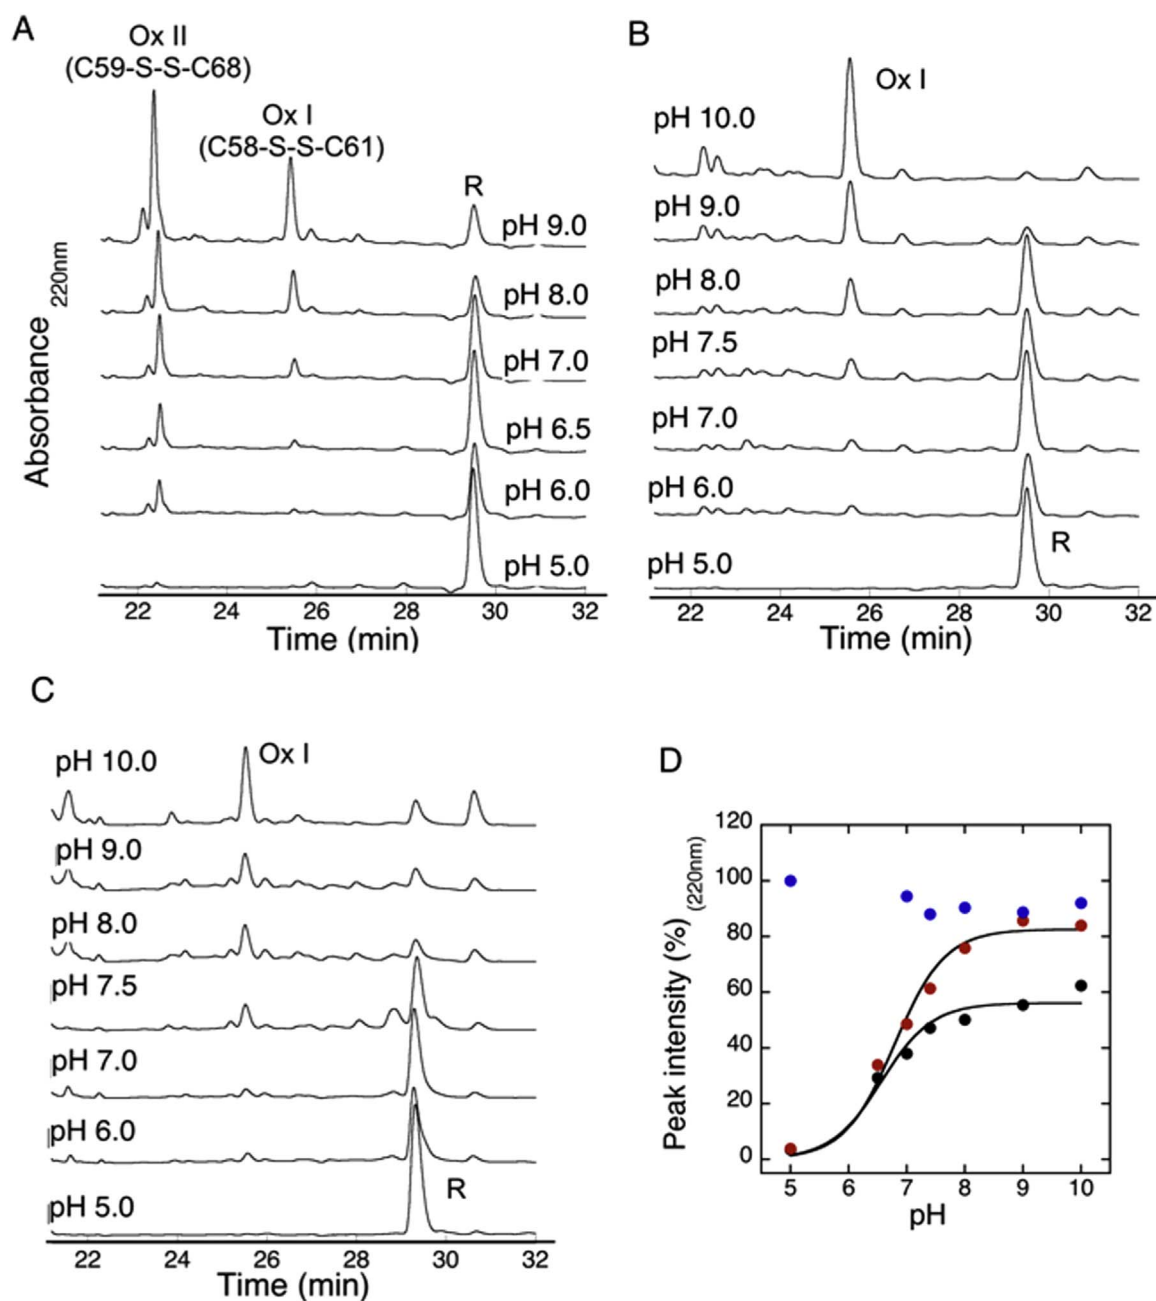 A
Ox II
(C59-S-S-C68)
Ox I
(C58-S-S-C61)
R
pH 9.0
pH 8.0
pH 7.0
pH 6.5
pH 6.0
pH 5.0
Absorbance 220nm
22 24 26 28 30 32
Time (min)
B
Ox I
pH 10.0
pH 9.0
pH 8.0
pH 7.5
pH 7.0
pH 6.0
R
pH 5.0
22 24 26 28 30 32
Time (min)
C
Ox I
pH 10.0
pH 9.0
pH 8.0
pH 7.5
pH 7.0
pH 6.0
R
pH 5.0
22 24 26 28 30 32
Time (min)
D
120
100
80
60
40
20
0
Peak intensity (%) (220nm)
5 6 7 8 9 10
pH